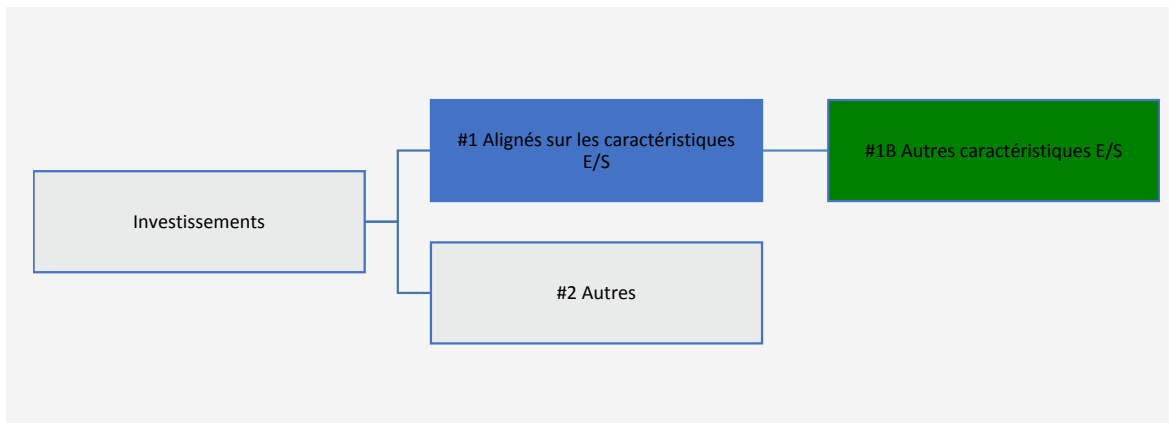 #1 Alignés sur les caractéristiques
E/S
#1B Autres caractéristiques E/S
Investissements
#2 Autres